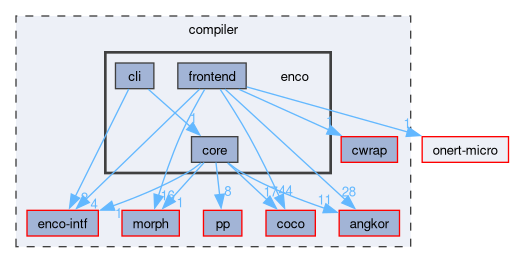 compiler
cli
frontend
enco
1
1
1
core
cwrap
onert-micro
2
4
1
16
1
8
17
44
11
28
enco-intf
morph
pp
coco
angkor